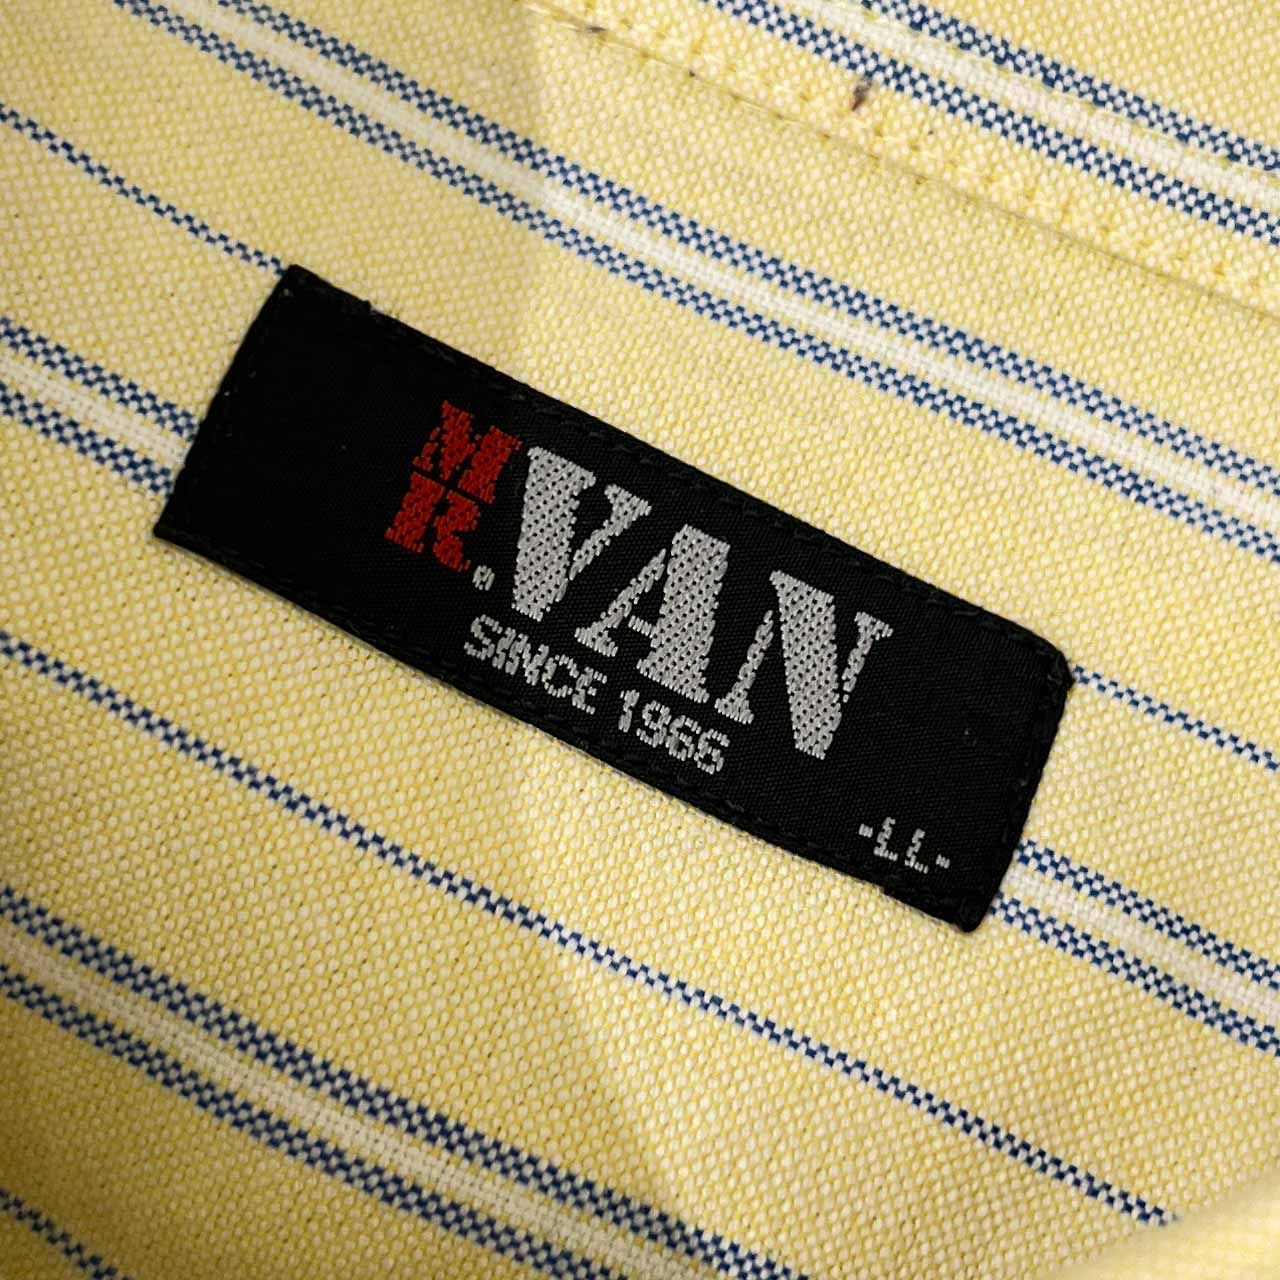 MR.VAN
SINCE 1966
-LL-